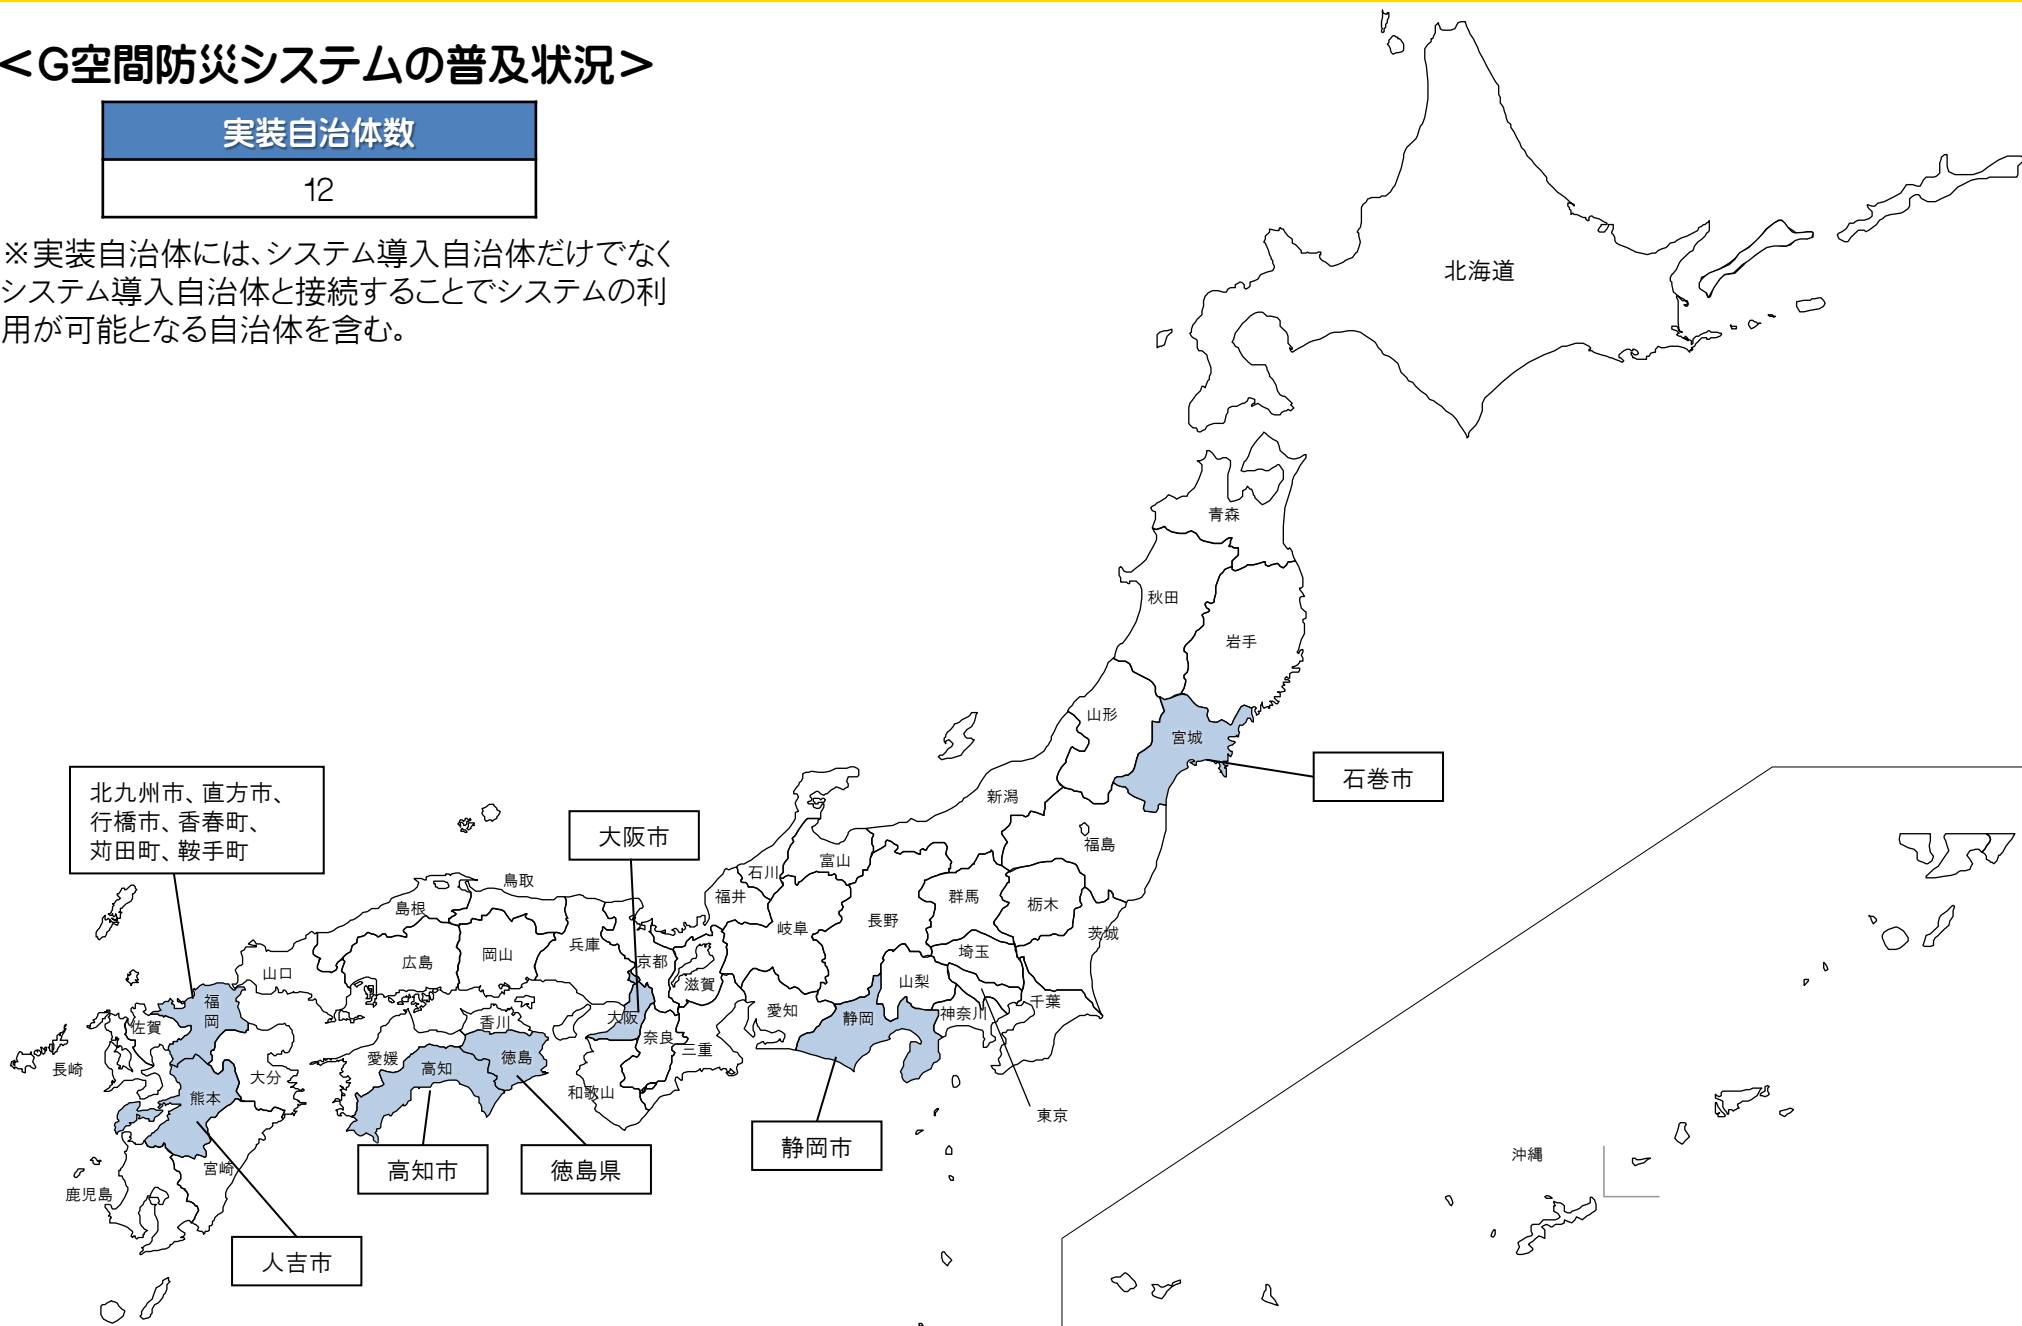 ＜G空間防災システムの普及状況＞
実装自治体数
12
※実装自治体には、システム導入自治体だけでなく
システム導入自治体と接続することでシステムの利
用が可能となる自治体を含む。
北海道
青森
秋田
岩手
山形
宮城
石巻市
新潟
福島
北九州市、直方市、
行橋市、香春町、
苅田町、鞍手町
大阪市
石川
富山
福井
群馬
栃木
茨城
長野
岐阜
埼玉
山梨
千葉
神奈川
東京
鳥取
島根
岡山
兵庫
広島
山口
京都
滋賀
愛知
静岡
大阪
奈良
三重
和歌山
香川
徳島
愛媛
高知
福
岡
佐賀
長崎
大分
熊本
宮崎
鹿児島
静岡市
高知市
徳島県
人吉市
沖縄